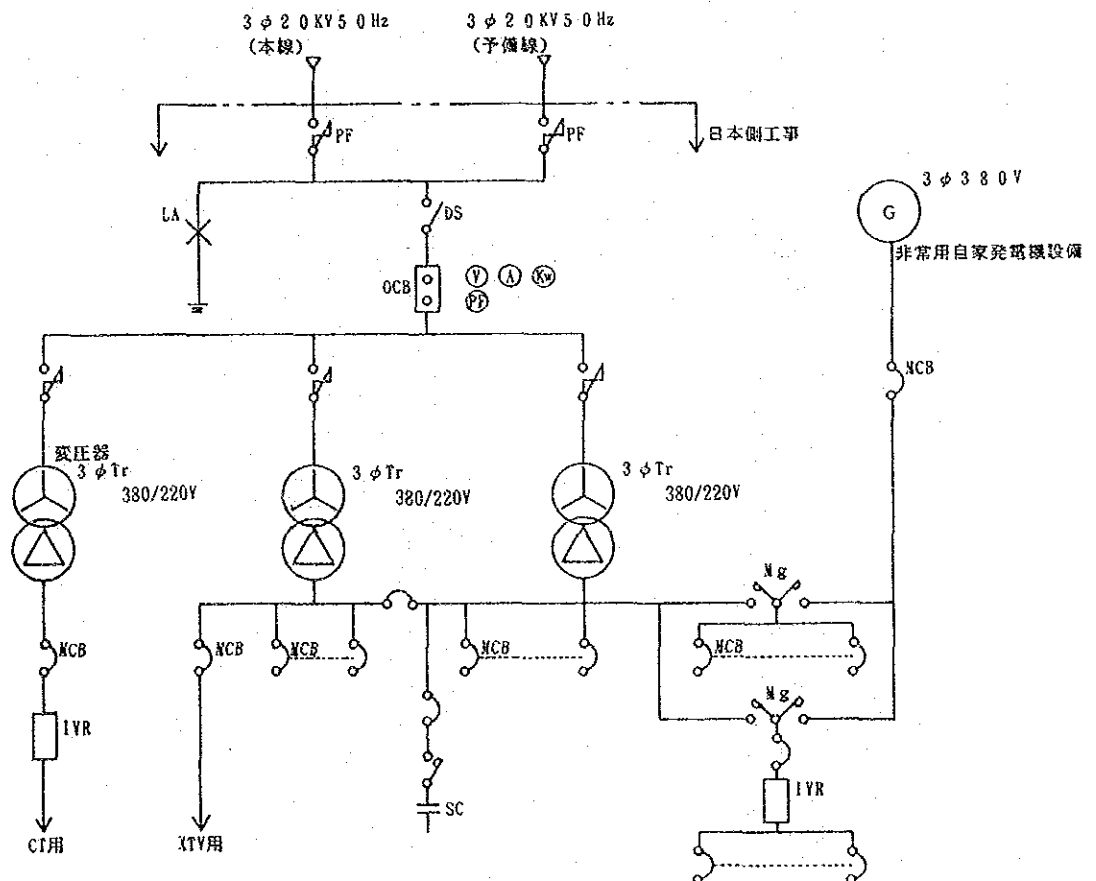 3φ20KV50Hz
(本線)
3φ20KV50Hz
(予備線)
PF
PF
日本側工事
3φ380V
G
非常用自家発電機設備
LA
DS
OCB
V A Kw
PF
MCB
変圧器
3φTr
380/220V
3φTr
380/220V
3φTr
380/220V
Mg
MCB
MCB
MCB
MCB
MCB
Mg
IVR
IVR
SC
CT用
XTV用